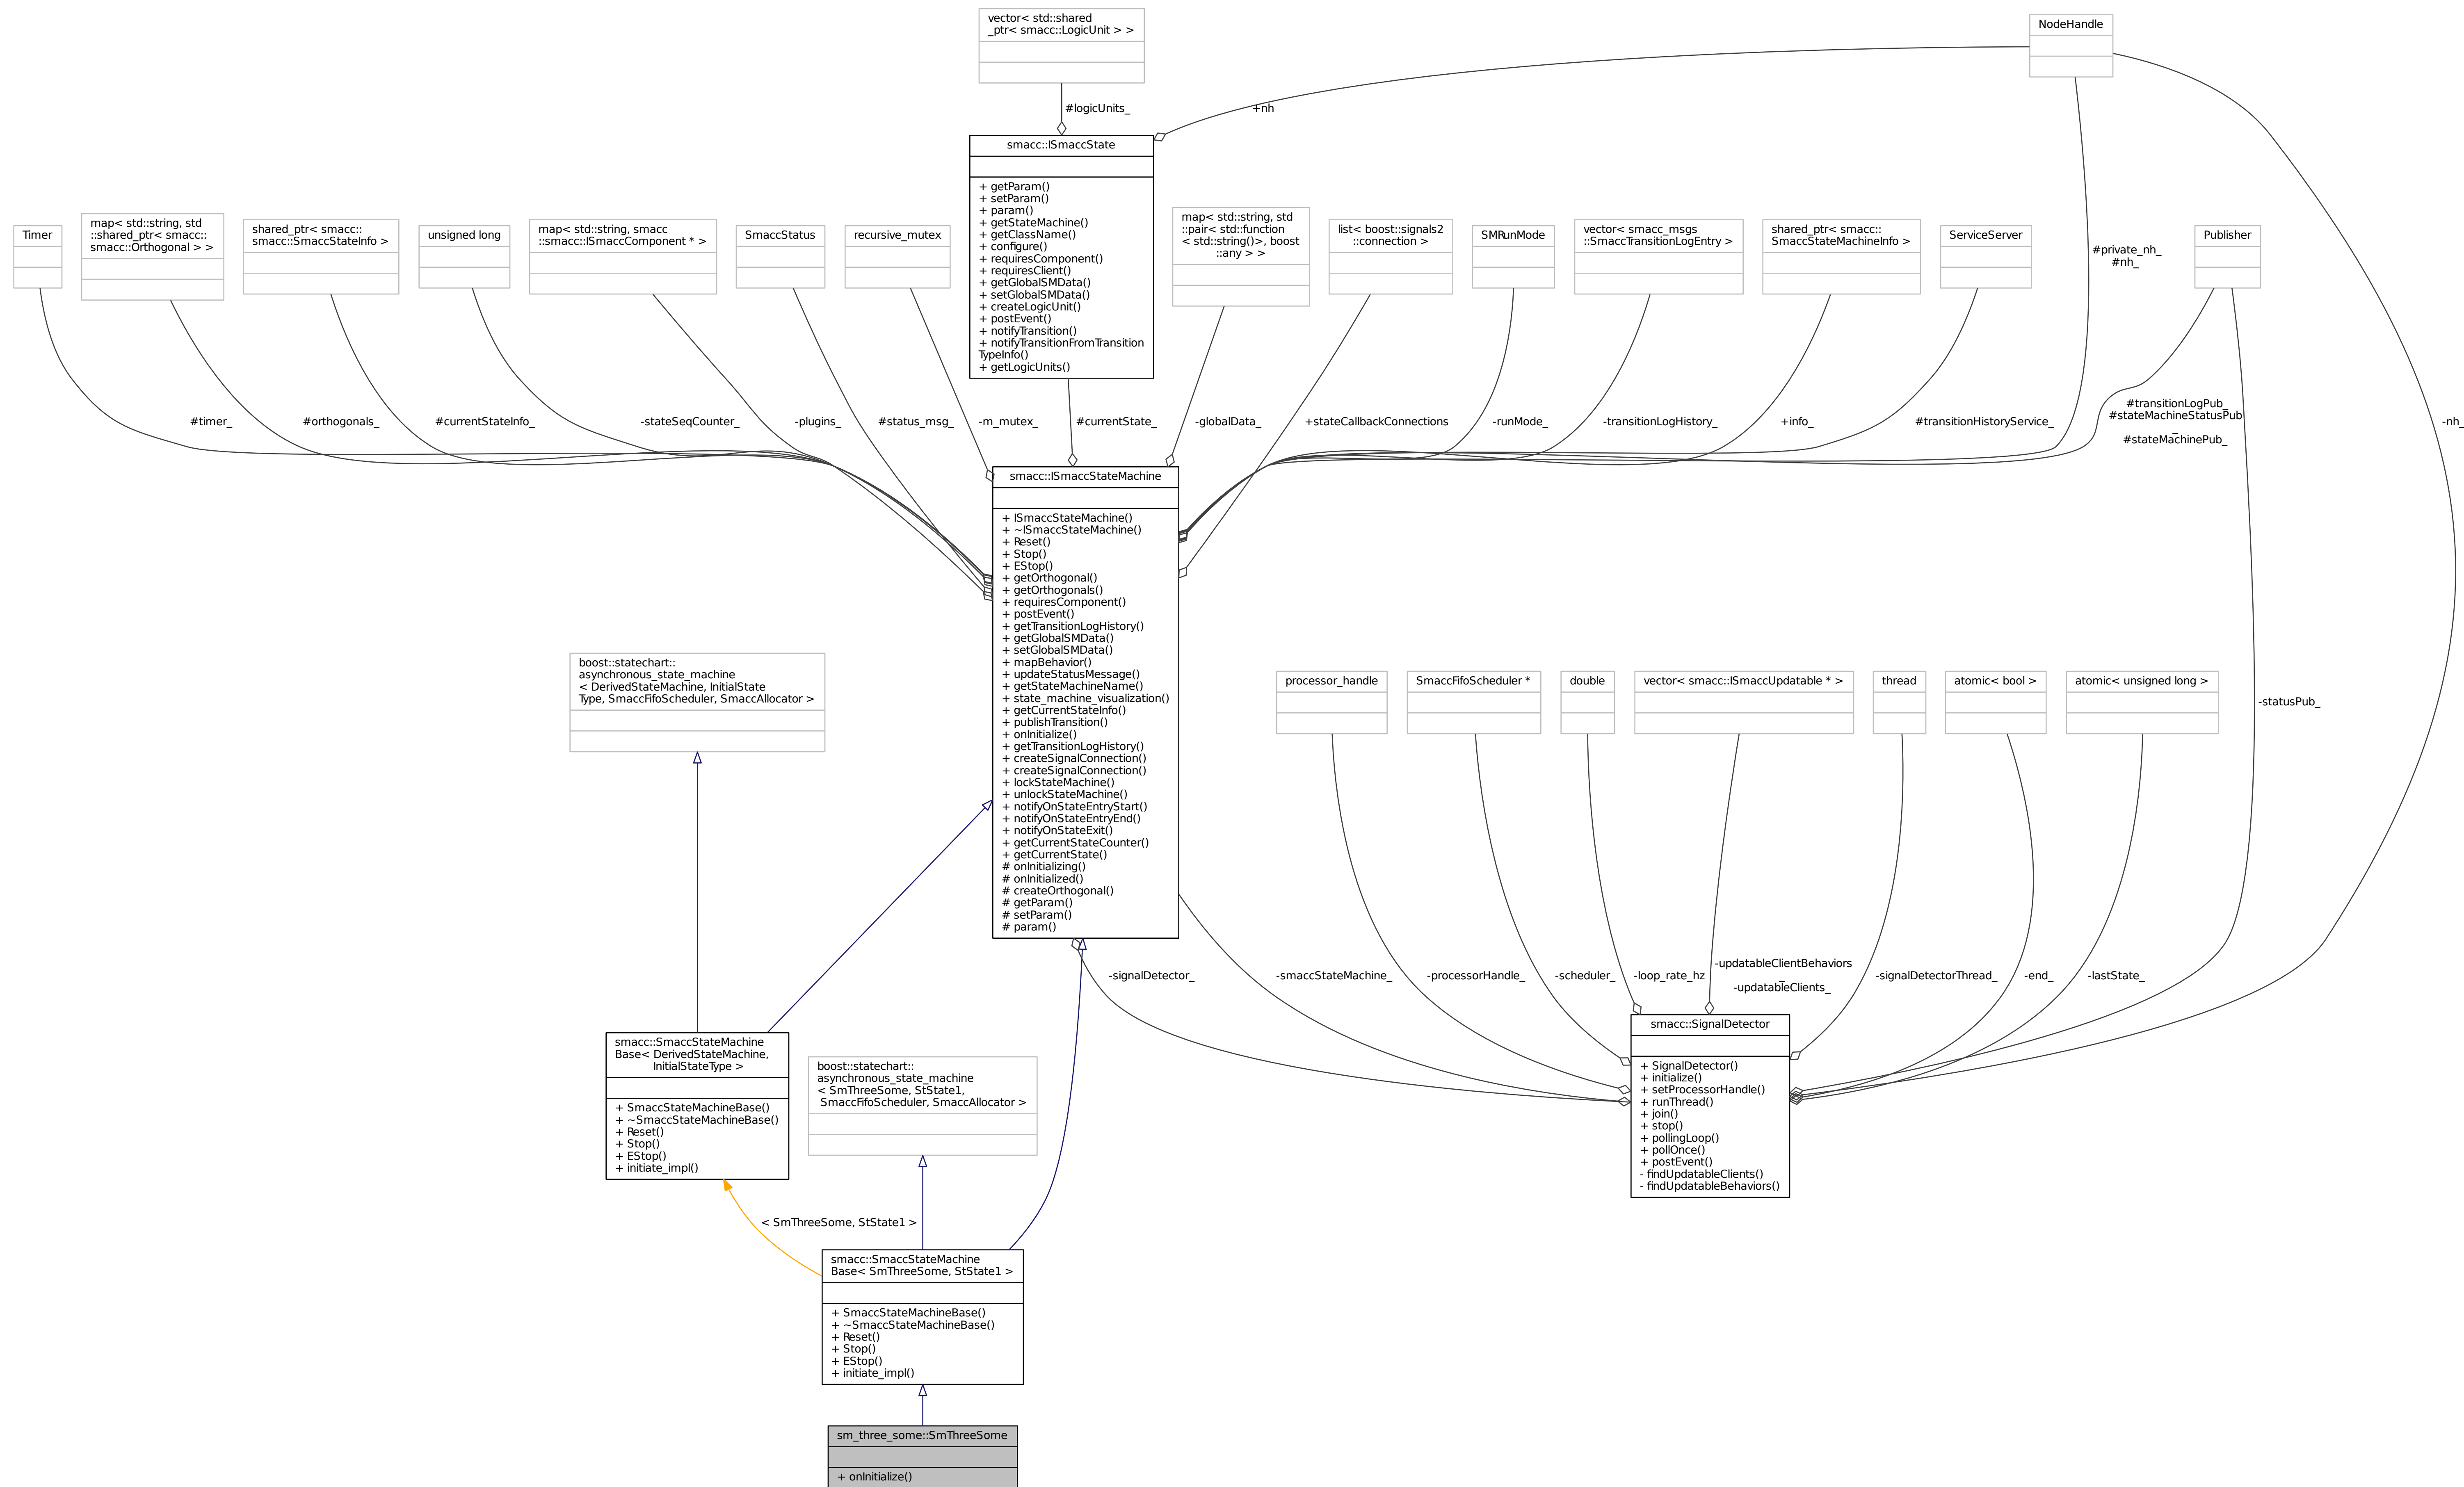 vector< std::shared
_ptr< smacc::LogicUnit > >
NodeHandle
#logicUnits_
+nh
smacc::ISmaccState
+ getParam()
+ setParam()
+ param()
+ getStateMachine()
+ getClassName()
+ configure()
+ requiresComponent()
+ requiresClient()
+ getGlobalSMData()
+ setGlobalSMData()
+ createLogicUnit()
+ postEvent()
+ notifyTransition()
+ notifyTransitionFromTransition
TypeInfo()
+ getLogicUnits()
Timer
map< std::string, std
::shared_ptr< smacc::
smacc::Orthogonal > >
shared_ptr< smacc::
smacc::SmaccStateInfo >
unsigned long
map< std::string, smacc
::smacc::ISmaccComponent * >
SmaccStatus
recursive_mutex
map< std::string, std
::pair< std::function
< std::string()>, boost
::any > >
list< boost::signals2
::connection >
SMRunMode
vector< smacc_msgs
::SmaccTransitionLogEntry >
shared_ptr< smacc::
SmaccStateMachineInfo >
ServiceServer
#private_nh_
#nh_
Publisher
#timer_
#orthogonals_
#currentStateInfo_
-stateSeqCounter_
-plugins_
#status_msg_
-m_mutex_
#currentState_
-globalData_
+stateCallbackConnections
-runMode_
-transitionLogHistory_
+info_
#transitionHistoryService_
#transitionLogPub_
#stateMachineStatusPub
_
#stateMachinePub_
-nh_
smacc::ISmaccStateMachine
+ ISmaccStateMachine()
+ ~ISmaccStateMachine()
+ Reset()
+ Stop()
+ EStop()
+ getOrthogonal()
+ getOrthogonals()
+ requiresComponent()
+ postEvent()
+ getTransitionLogHistory()
+ getGlobalSMData()
+ setGlobalSMData()
+ mapBehavior()
+ updateStatusMessage()
+ getStateMachineName()
+ state_machine_visualization()
+ getCurrentStateInfo()
+ publishTransition()
+ onInitialize()
+ getTransitionLogHistory()
+ createSignalConnection()
+ createSignalConnection()
+ lockStateMachine()
+ unlockStateMachine()
+ notifyOnStateEntryStart()
+ notifyOnStateEntryEnd()
+ notifyOnStateExit()
+ getCurrentStateCounter()
+ getCurrentState()
# onInitializing()
# onInitialized()
# createOrthogonal()
# getParam()
# setParam()
# param()
boost::statechart::
asynchronous_state_machine
< DerivedStateMachine, InitialState
Type, SmaccFifoScheduler, SmaccAllocator >
processor_handle
SmaccFifoScheduler *
double
vector< smacc::ISmaccUpdatable * >
thread
atomic< bool >
atomic< unsigned long >
-statusPub_
-signalDetector_
-smaccStateMachine_
-processorHandle_
-scheduler_
-loop_rate_hz
-updatableClientBehaviors
_
-updatableClients_
-signalDetectorThread_
-end_
-lastState_
smacc::SignalDetector
+ SignalDetector()
+ initialize()
+ setProcessorHandle()
+ runThread()
+ join()
+ stop()
+ pollingLoop()
+ pollOnce()
+ postEvent()
- findUpdatableClients()
- findUpdatableBehaviors()
smacc::SmaccStateMachine
Base< DerivedStateMachine,
InitialStateType >
+ SmaccStateMachineBase()
+ ~SmaccStateMachineBase()
+ Reset()
+ Stop()
+ EStop()
+ initiate_impl()
boost::statechart::
asynchronous_state_machine
< SmThreeSome, StState1,
SmaccFifoScheduler, SmaccAllocator >
< SmThreeSome, StState1 >
smacc::SmaccStateMachine
Base< SmThreeSome, StState1 >
+ SmaccStateMachineBase()
+ ~SmaccStateMachineBase()
+ Reset()
+ Stop()
+ EStop()
+ initiate_impl()
sm_three_some::SmThreeSome
+ onInitialize()